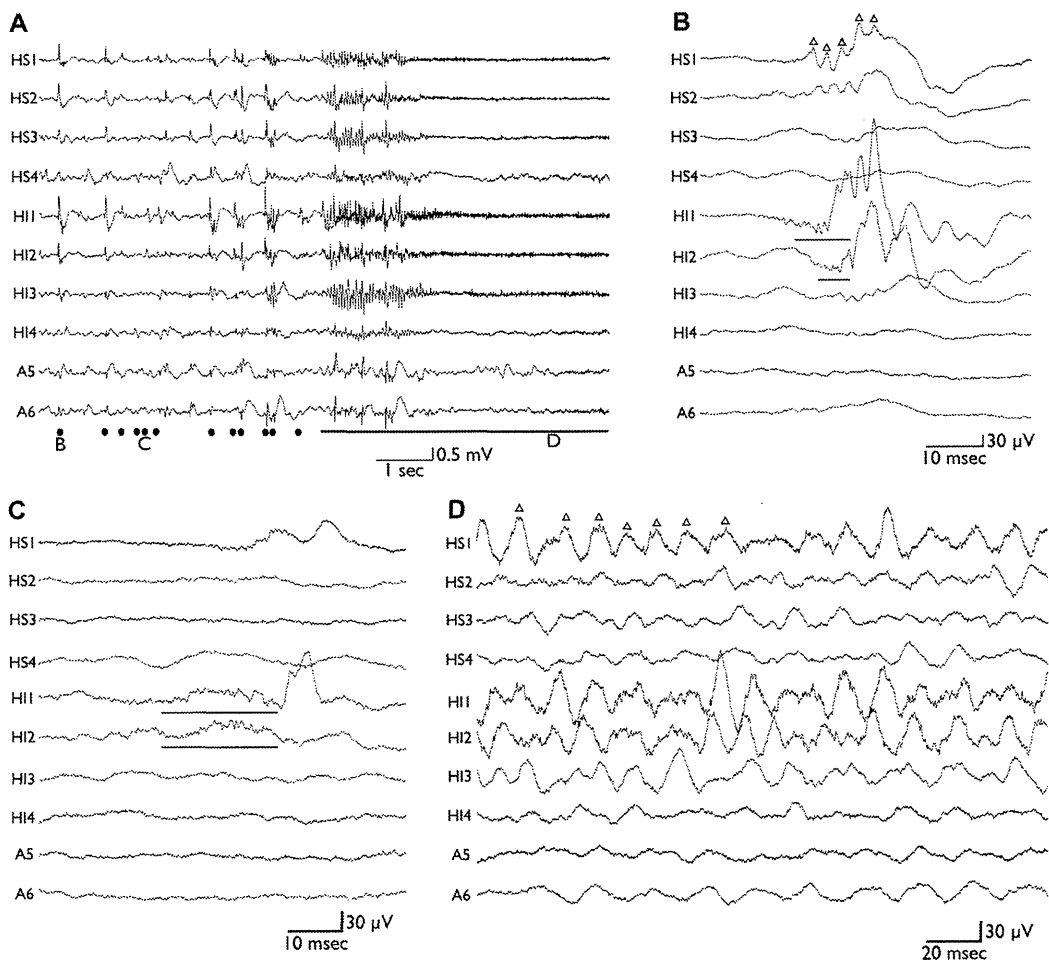 A
HS1
HS2
HS3
HS4
HI1
HI2
HI3
HI4
A5
A6
B
C
D
0.5 mV
1 sec
B
HS1
HS2
HS3
HS4
HI1
HI2
HI3
HI4
A5
A6
30 µV
10 msec
C
HS1
HS2
HS3
HS4
HI1
HI2
HI3
HI4
A5
A6
30 µV
10 msec
D
HS1
HS2
HS3
HS4
HI1
HI2
HI3
HI4
A5
A6
30 µV
20 msec